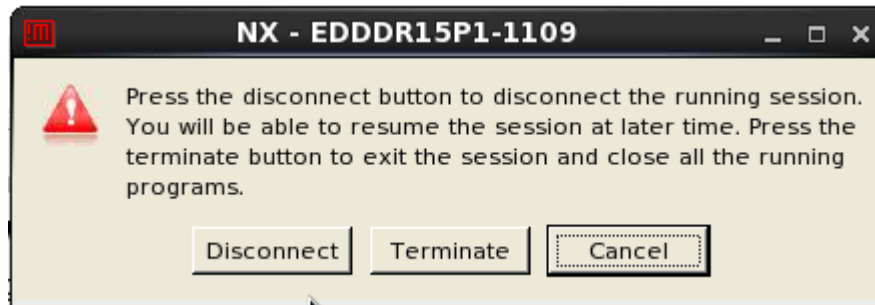 NX - EDDDR15P1-1109
Press the disconnect button to disconnect the running session.
You will be able to resume the session at later time. Press the
terminate button to exit the session and close all the running
programs.
Disconnect Terminate Cancel